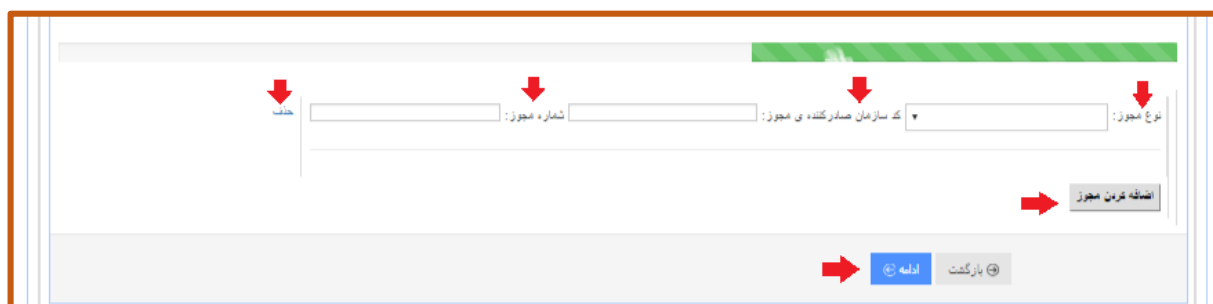 نوع مجوز: کد سازمان صادرکننده ی مجوز: شماره مجوز: حذف
اضافه کردن مجوز
بازگشت ادامه